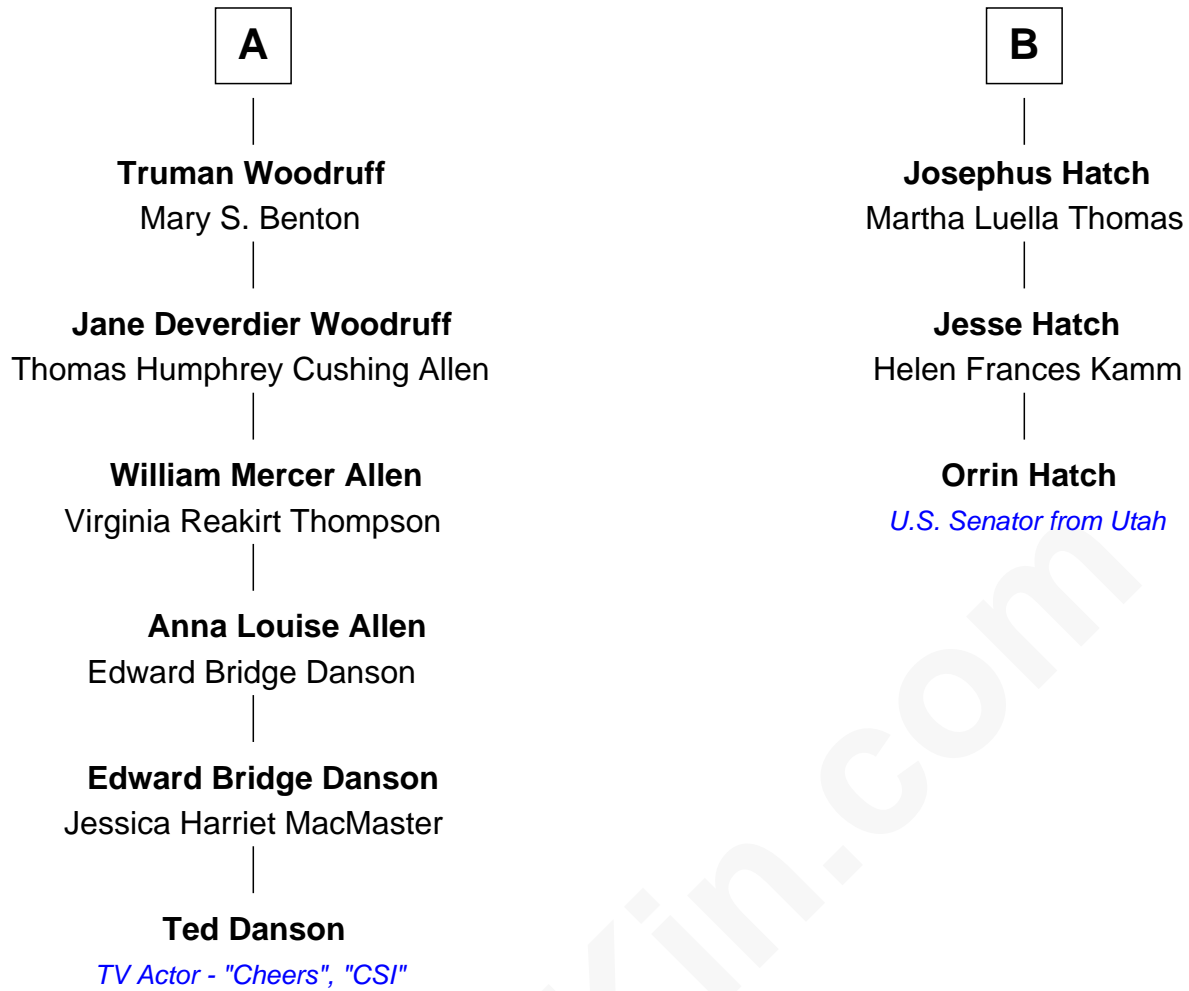 A
Truman Woodruff
Mary S. Benton
Jane Deverdier Woodruff
Thomas Humphrey Cushing Allen
William Mercer Allen
Virginia Reakirt Thompson
Anna Louise Allen
Edward Bridge Danson
Edward Bridge Danson
Jessica Harriet MacMaster
Ted Danson
TV Actor - "Cheers", "CSI"
B
Josephus Hatch
Martha Luella Thomas
Jesse Hatch
Helen Frances Kamm
Orrin Hatch
U.S. Senator from Utah